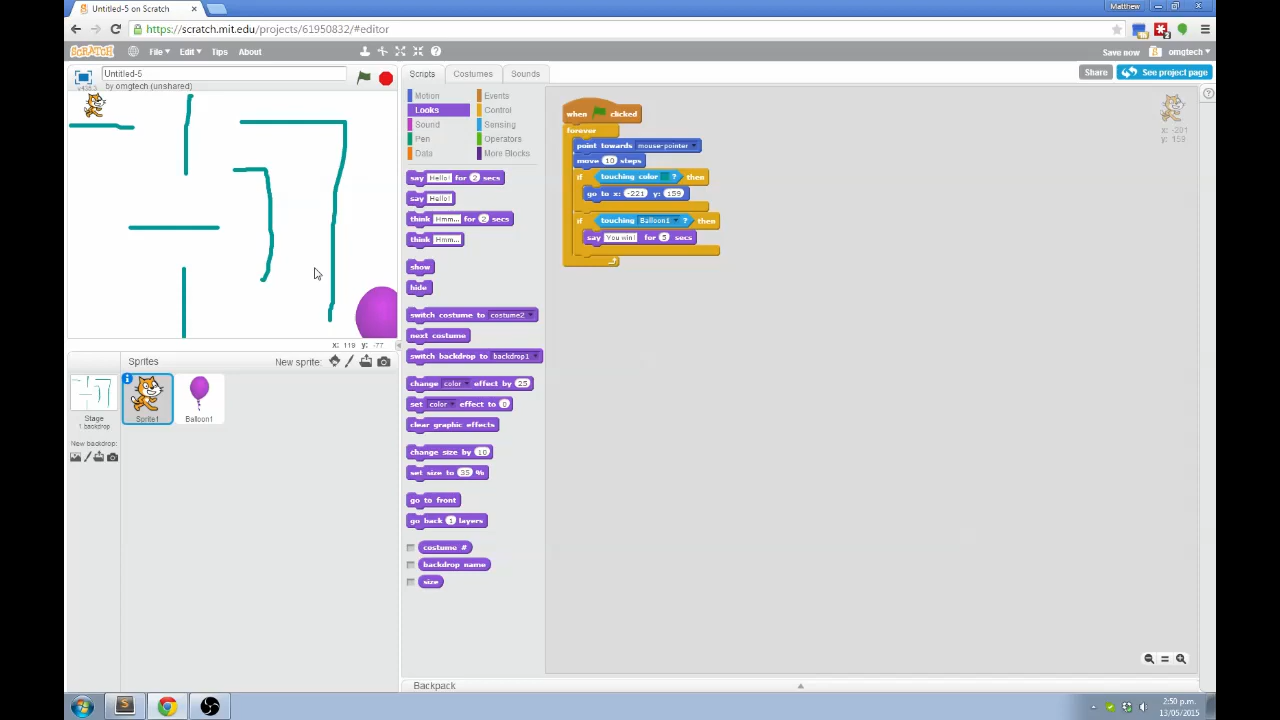 Untitled-5 on Scratch
Matthew
https://scratch.mit.edu/projects/61950832/#editor
SCRATCH File Edit Tips About Save now omgtech
Untitled-5
by omgtech (unshared)
Scripts Costumes Sounds
Share See project page
Motion Events
Looks Control
Sound Sensing
Pen Operators
Data More Blocks
say Hello! for 2 secs
say Hello!
think Hmm... for 2 secs
think Hmm...
show
hide
switch costume to costume2
next costume
switch backdrop to backdrop1
change color effect by 25
set color effect to 0
clear graphic effects
change size by 10
set size to 35 %
go to front
go back 1 layers
costume #
backdrop name
size
when clicked
forever
point towards mouse-pointer
move 10 steps
if touching color ? then
go to x: -221 y: 159
if touching Balloon1 ? then
say You win! for 5 secs
x: -201
y: 159
x: 119 y: -77
Sprites New sprite:
Stage
1 backdrop
New backdrop:
Sprite1
Balloon1
Backpack
2:50 p.m.
13/05/2015